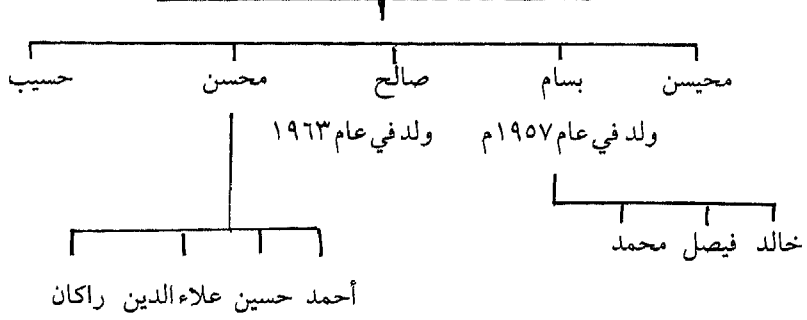 محيسن بسام صالح محسن حسيب
ولد في عام ١٩٥٧م ولد في عام ١٩٦٣
خالد فيصل محمد
أحمد حسين علاء الدين راكان